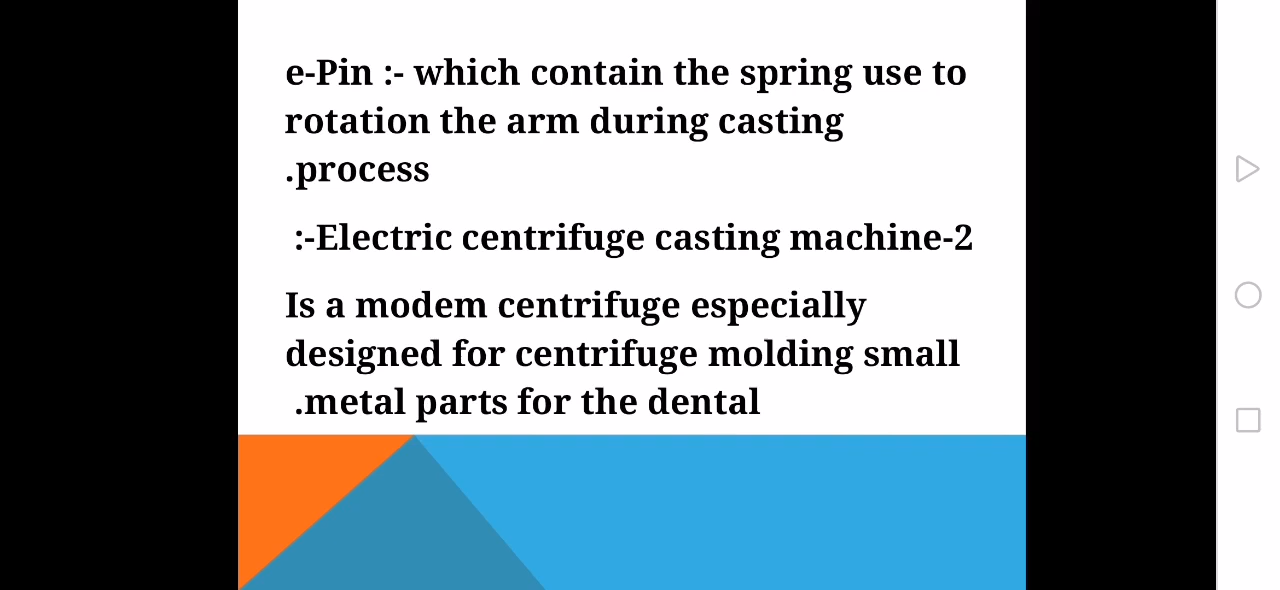 e-Pin :- which contain the spring use to
rotation the arm during casting
.process
:-Electric centrifuge casting machine-2
Is a modem centrifuge especially
designed for centrifuge molding small
.metal parts for the dental